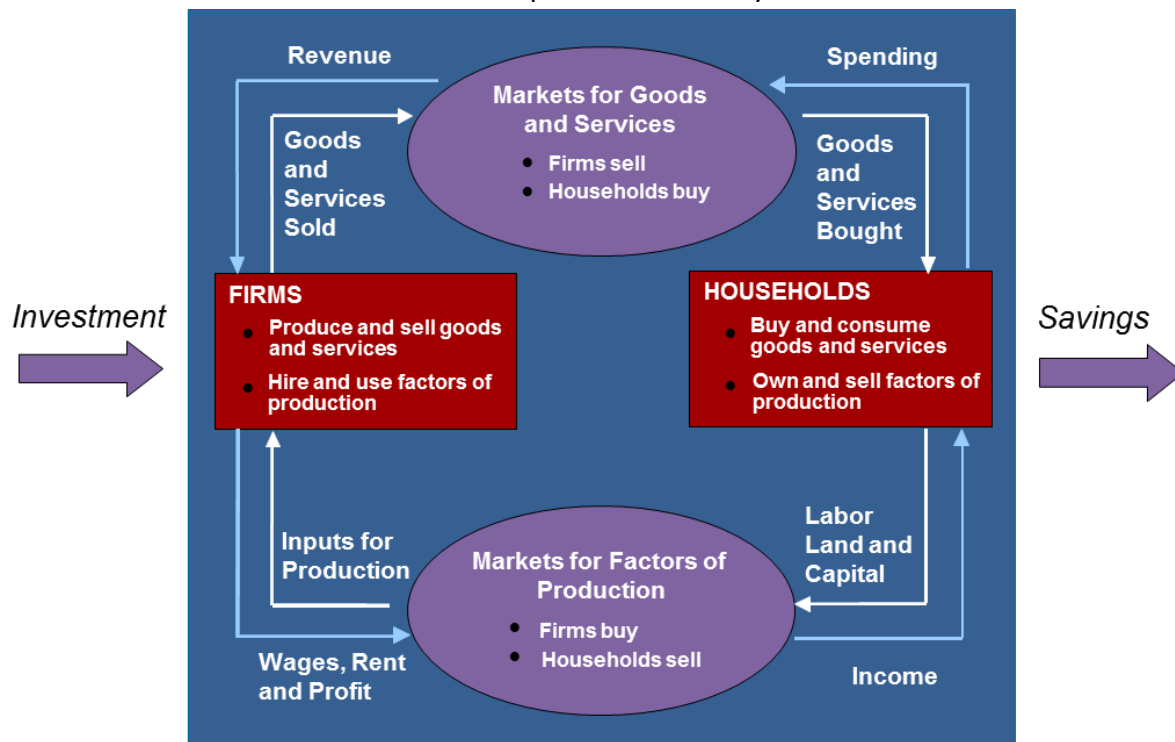 Revenue
Spending
Markets for Goods
and Services
• Firms sell
• Households buy
Goods
and
Services
Sold
Goods
and
Services
Bought
FIRMS
• Produce and sell goods
and services
• Hire and use factors of
production
HOUSEHOLDS
• Buy and consume
goods and services
• Own and sell factors of
production
Investment
Savings
Inputs for
Production
Markets for Factors of
Production
• Firms buy
• Households sell
Labor
Land and
Capital
Wages, Rent
and Profit
Income